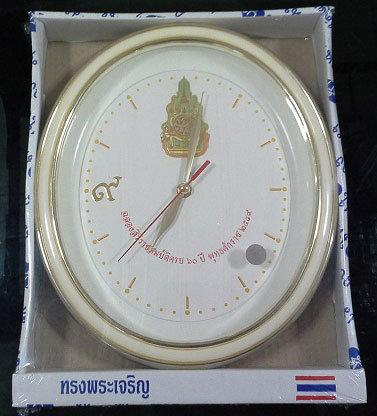 ๙
ฉลองสิริราชสมบัติครบ ๖๐ ปี พุทธศักราช ๒๕๔๙
ทรงพระเจริญ